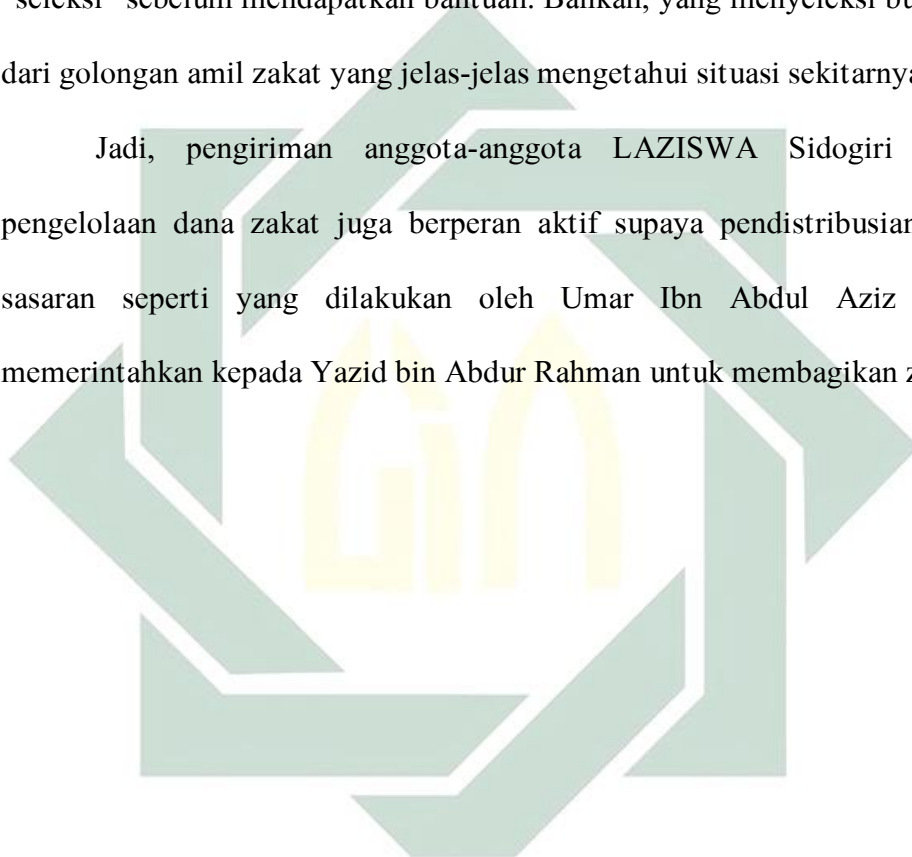 sebelum mendapatkan bantuan. Bahkan, yang menyeleksi
dari golongan amil zakat yang jelas-jelas mengetahui situasi sekitarnya
Jadi, pengiriman anggota-anggota LAZISWA Sidogiri
pengelolaan dana zakat juga berperan aktif supaya pendistribusian
sasaran seperti yang dilakukan oleh Umar Ibn Abdul Aziz
memerintahkan kepada Yazid bin Abdur Rahman untuk membagikan